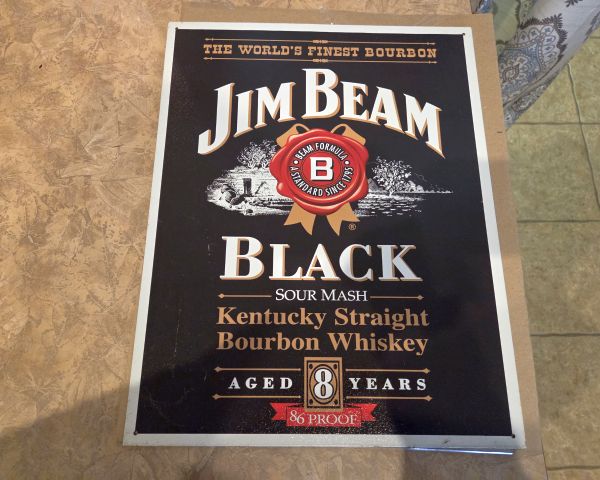 THE WORLD'S FINEST BOURBON
JIM BEAM
BEAM FORMULA
B
A STANDARD SINCE 1795
®
BLACK
SOUR MASH
Kentucky Straight
Bourbon Whiskey
AGED 8 YEARS
86 PROOF